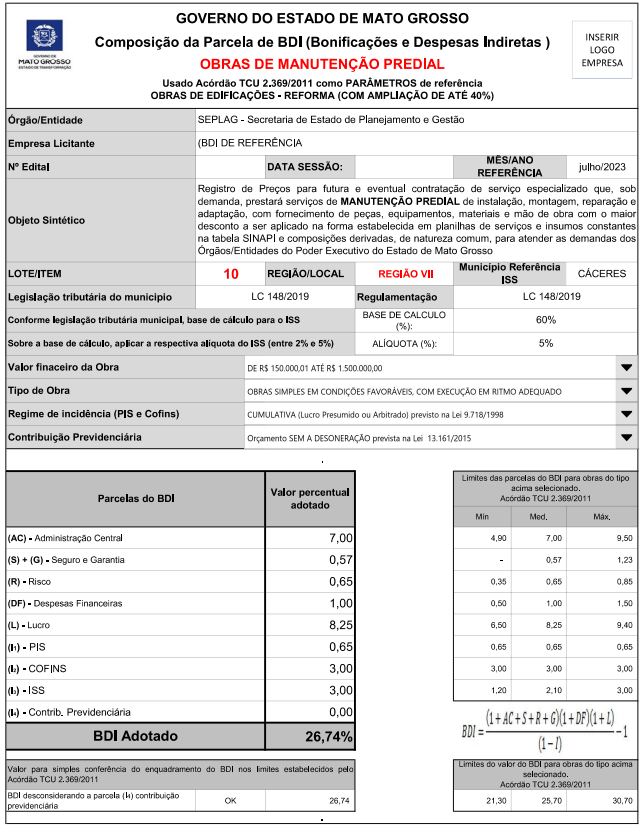 GOVERNO DO ESTADO DE MATO GROSSO
Composição da Parcela de BDI (Bonificações e Despesas Indiretas )
OBRAS DE MANUTENÇÃO PREDIAL
Usado Acórdão TCU 2.369/2011 como PARÂMETROS de referência
OBRAS DE EDIFICAÇÕES - REFORMA (COM AMPLIAÇÃO DE ATÉ 40%)
GOVERNO DE
MATO GROSSO
ESTADO DE TRANSFORMAÇÃO
INSERIR
LOGO
EMPRESA
Órgão/Entidade SEPLAG - Secretaria de Estado de Planejamento e Gestão
Empresa Licitante (BDI DE REFERÊNCIA
Nº Edital DATA SESSÃO: MÊS/ANO REFERÊNCIA julho/2023
Objeto Sintético
Registro de Preços para futura e eventual contratação de serviço especializado que, sob
demanda, prestará serviços de MANUTENÇÃO PREDIAL de instalação, montagem, reparação e
adaptação, com fornecimento de peças, equipamentos, materiais e mão de obra com o maior
desconto a ser aplicado na forma estabelecida em planilhas de serviços e insumos constantes
na tabela SINAPI e composições derivadas, de natureza comum, para atender as demandas dos
Órgãos/Entidades do Poder Executivo do Estado de Mato Grosso
LOTE/ITEM 10 REGIÃO/LOCAL REGIÃO VII Município Referência ISS CÁCERES
Legislação tributária do municipio LC 148/2019 Regulamentação LC 148/2019
Conforme legislação tributária municipal, base de cálculo para o ISS BASE DE CALCULO (%): 60%
Sobre a base de cálculo, aplicar a respectiva alíquota do ISS (entre 2% e 5%) ALÍQUOTA (%): 5%
Valor finaceiro da Obra DE R$ 150.000,01 ATÉ R$ 1.500.000,00
Tipo de Obra OBRAS SIMPLES EM CONDIÇÕES FAVORÁVEIS, COM EXECUÇÃO EM RITMO ADEQUADO
Regime de incidência (PIS e Cofins) CUMULATIVA (Lucro Presumido ou Arbitrado) previsto na Lei 9.718/1998
Contribuição Previdenciária Orçamento SEM A DESONERAÇÃO prevista na Lei 13.161/2015
Parcelas do BDI Valor percentual adotado
Limites das parcelas do BDI para obras do tipo
acima selecionado.
Acórdão TCU 2.369/2011
Mín Med. Máx.
(AC) - Administração Central 7,00 4,90 7,00 9,50
(S) + (G) - Seguro e Garantia 0,57 - 0,57 1,23
(R) - Risco 0,65 0,35 0,65 0,85
(DF) - Despesas Financeiras 1,00 0,50 1,00 1,50
(L) - Lucro 8,25 6,50 8,25 9,40
(I₁) - PIS 0,65 0,65 0,65 0,65
(I₂) - COFINS 3,00 3,00 3,00 3,00
(I₃) - ISS 3,00 1,20 2,10 3,00
(I₄) - Contrib. Previdenciária 0,00
BDI Adotado 26,74%
BDI = (1+AC+S+R+G)(1+DF)(1+L) / (1-I) - 1
Valor para simples conferência do enquadramento do BDI nos limites estabelecidos pelo
Acórdão TCU 2.369/2011
Limites do valor do BDI para obras do tipo acima
selecionado.
Acórdão TCU 2.369/2011
BDI desconsiderando a parcela (I₄) contribuição previdenciária OK 26,74 21,30 25,70 30,70